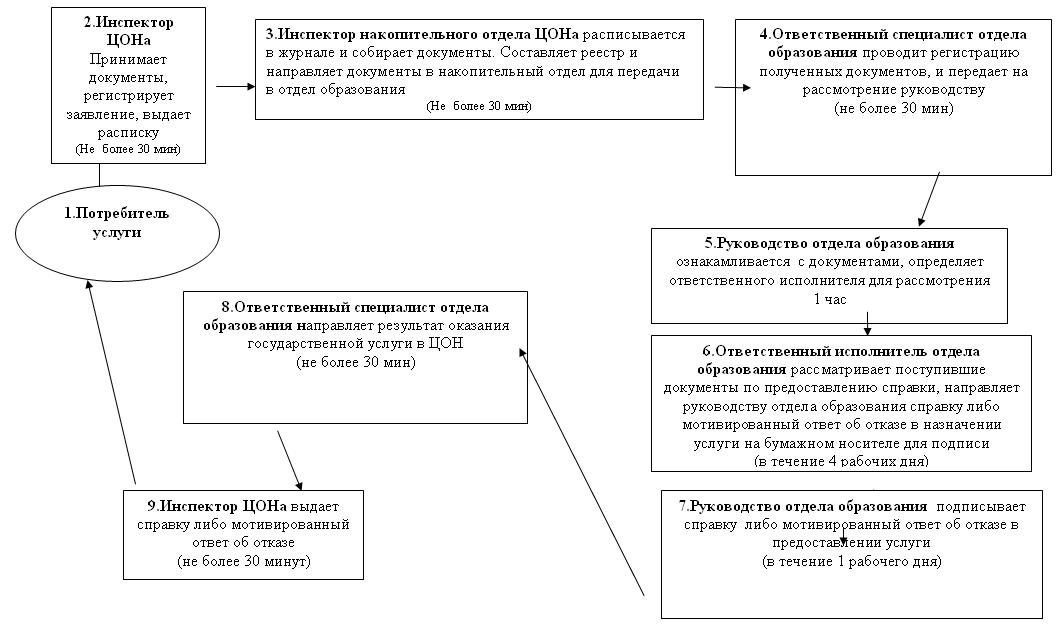 2.Инспектор
ЦОНа
Принимает
документы,
регистрирует
заявление, выдает
расписку
(Не более 30 мин)
3.Инспектор накопительного отдела ЦОНа расписывается
в журнале и собирает документы. Составляет реестр и
направляет документы в накопительный отдел для передачи
в отдел образования
(Не более 30 мин)
4.Ответственный специалист отдела
образования проводит регистрацию
полученных документов, и передает на
рассмотрение руководству
(не более 30 мин)
1.Потребитель
услуги
5.Руководство отдела образования
ознакамливается с документами, определяет
ответственного исполнителя для рассмотрения
1 час
6.Ответственный исполнитель отдела
образования рассматривает поступившие
документы по предоставлению справки, направляет
руководству отдела образования справку либо
мотивированный ответ об отказе в назначении
услуги на бумажном носителе для подписи
(в течение 4 рабочих дня)
7.Руководство отдела образования подписывает
справку либо мотивированный ответ об отказе в
предоставлении услуги
(в течение 1 рабочего дня)
8.Ответственный специалист отдела
образования направляет результат оказания
государственной услуги в ЦОН
(не более 30 мин)
9.Инспектор ЦОНа выдает
справку либо мотивированный
ответ об отказе
(не более 30 минут)